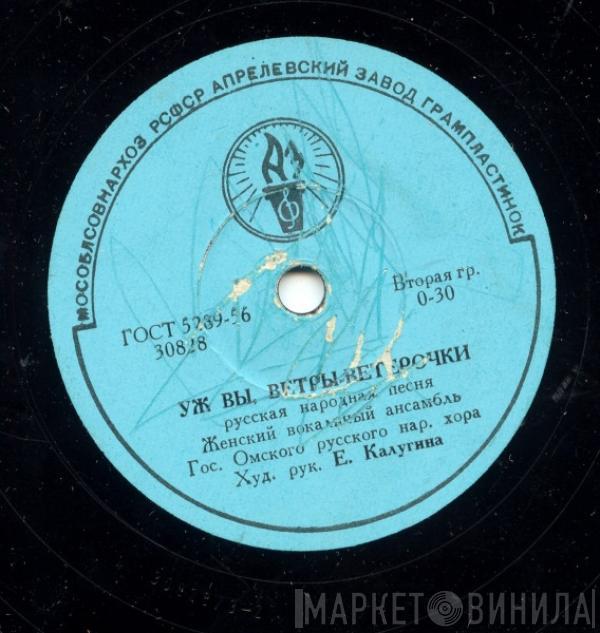 МОСОБЛСОВНАРХОЗ РСФСР АПРЕЛЕВСКИЙ ЗАВОД ГРАМПЛАСТИНОК
АЗ
ГОСТ 5289-56
30828
Вторая гр.
0-30
УЖ ВЫ, ВЕТРЫ-ВЕТЕРОЧКИ
русская народная песня
Женский вокальный ансамбль
Гос. Омского русского нар. хора
Худ. рук. Е. Калугина
МАРКЕТ ВИНИЛА